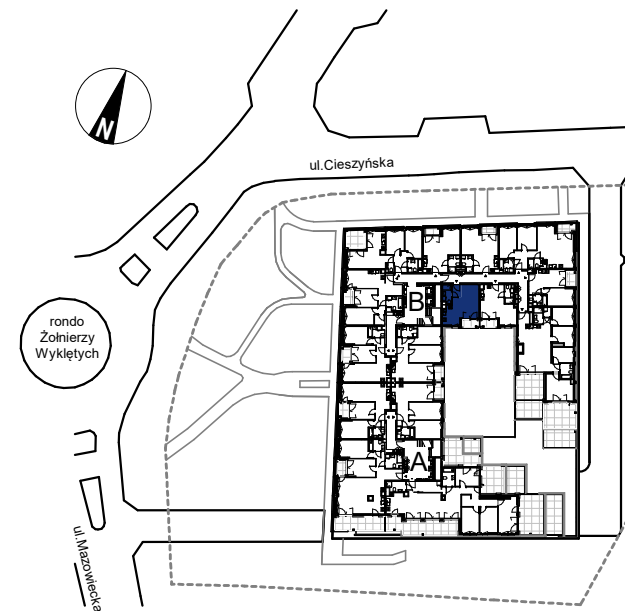 N
ul.Cieszyńska
B
rondo
Żołnierzy
Wyklętych
A
ul.Mazowiecka